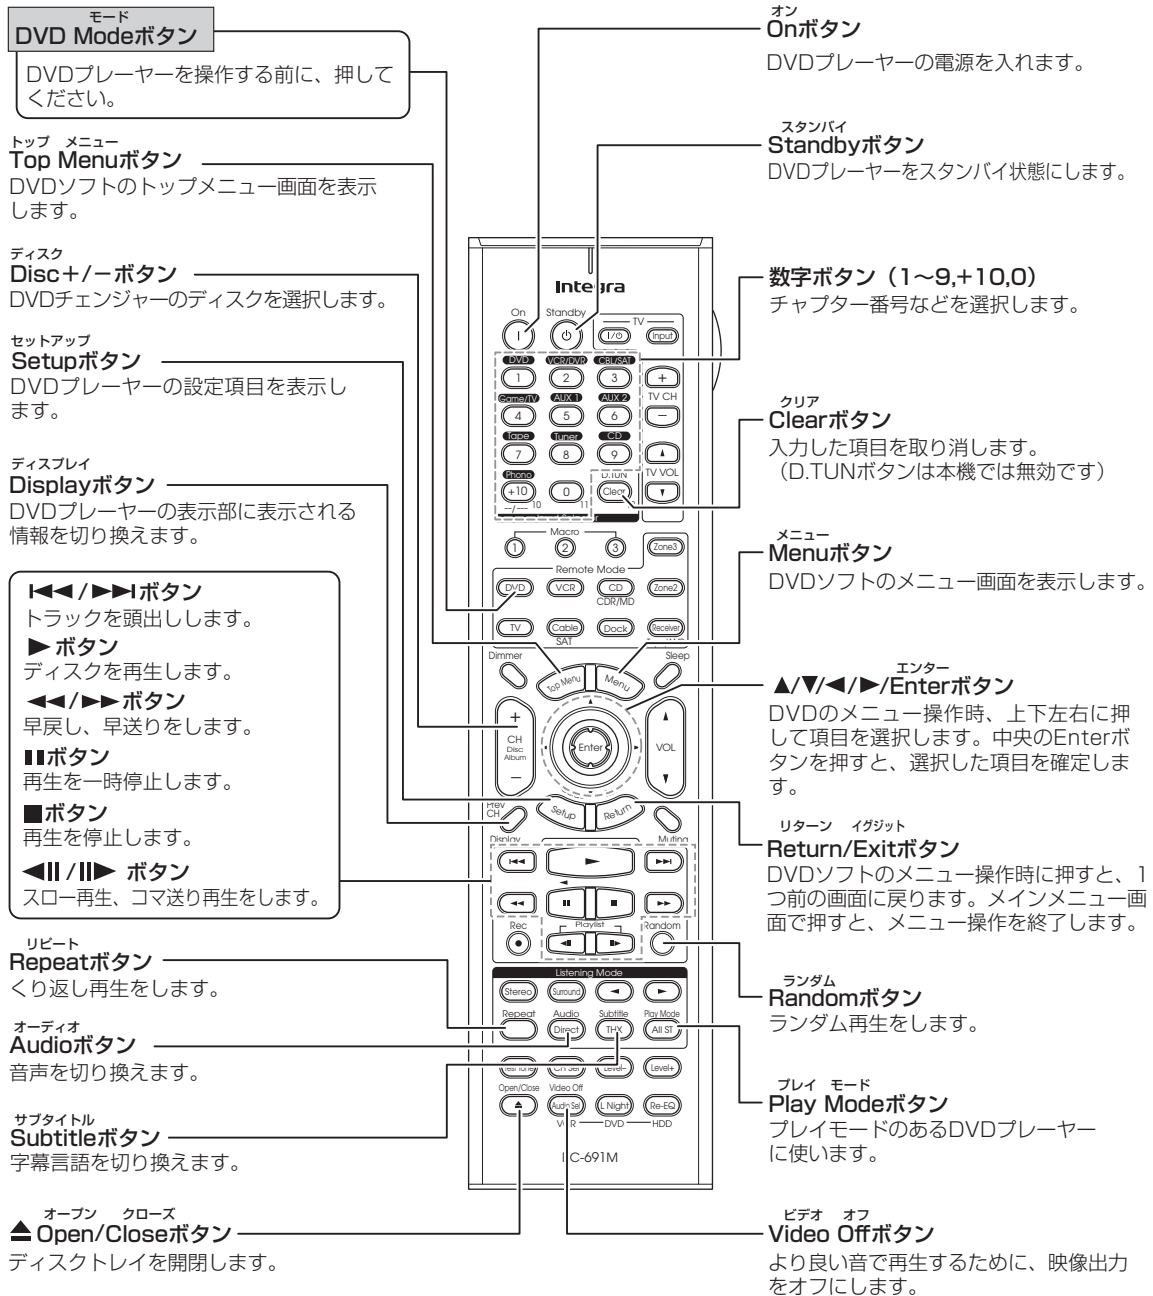 モード
DVD Modeボタン
DVDプレーヤーを操作する前に、押して
ください。
トップ メニュー
Top Menuボタン
DVDソフトのトップメニュー画面を表示
します。
ディスク
Disc＋/－ボタン
DVDチェンジャーのディスクを選択します。
セットアップ
Setupボタン
DVDプレーヤーの設定項目を表示し
ます。
ディスプレイ
Displayボタン
DVDプレーヤーの表示部に表示される
情報を切り換えます。
⏮/⏭ボタン
トラックを頭出しします。
▶ボタン
ディスクを再生します。
◀◀/▶▶ボタン
早戻し、早送りをします。
⏸ボタン
再生を一時停止します。
■ボタン
再生を停止します。
◀II/II▶ ボタン
スロー再生、コマ送り再生をします。
リピート
Repeatボタン
くり返し再生をします。
オーディオ
Audioボタン
音声を切り換えます。
サブタイトル
Subtitleボタン
字幕言語を切り換えます。
オープン クローズ
⏏ Open/Closeボタン
ディスクトレイを開閉します。
Integra
On Standby TV
I/⏻ Input
DVD VCR/DVR CBL/SAT
1 2 3 +
Game/TV AUX 1 AUX 2 TV CH
4 5 6 －
Tape Tuner CD
7 8 9 ▲
Phono D.TUN TV VOL
+10 0 Clear ▼
--/--- 10 11
Macro
1 2 3 Zone3
Remote Mode
DVD VCR CD Zone2
CDR/MD
TV Cable Dock Receiver
SAT
Dimmer Sleep
Top Menu Menu
+ ▲
CH Enter VOL
Disc
Album
－ ▼
Prev
CH Setup Return
Display Muting
⏮ ▶ ⏭
◀
◀◀ ⏸ ■ ▶▶
Rec Playlist Random
● ◀II II▶
Listening Mode
Stereo Surround ◀ ▶
Repeat Audio Subtitle Play Mode
Direct THX All ST
Test Tone CH Sel Level- Level+
Open/Close Video Off
⏏ Audio Sel L Night Re-EQ
VCR DVD HDD
C-691M
オン
Onボタン
DVDプレーヤーの電源を入れます。
スタンバイ
Standbyボタン
DVDプレーヤーをスタンバイ状態にします。
数字ボタン（1～9,+10,0）
チャプター番号などを選択します。
クリア
Clearボタン
入力した項目を取り消します。
（D.TUNボタンは本機では無効です）
メニュー
Menuボタン
DVDソフトのメニュー画面を表示します。
エンター
▲/▼/◀/▶/Enterボタン
DVDのメニュー操作時、上下左右に押
して項目を選択します。中央のEnterボ
タンを押すと、選択した項目を確定しま
す。
リターン イグジット
Return/Exitボタン
DVDソフトのメニュー操作時に押すと、1
つ前の画面に戻ります。メインメニュー画
面で押すと、メニュー操作を終了します。
ランダム
Randomボタン
ランダム再生をします。
プレイ モード
Play Modeボタン
プレイモードのあるDVDプレーヤー
に使います。
ビデオ オフ
Video Offボタン
より良い音で再生するために、映像出力
をオフにします。